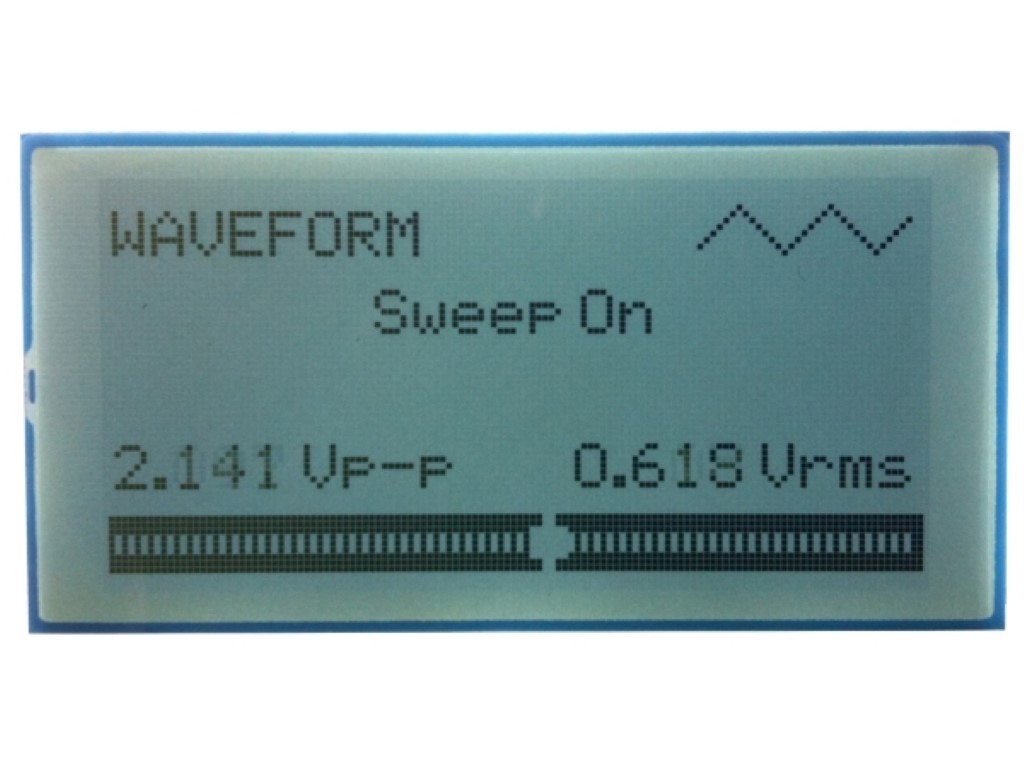 WAVEFORM
Sweep On
2.141 Vp-p 0.618 Vrms